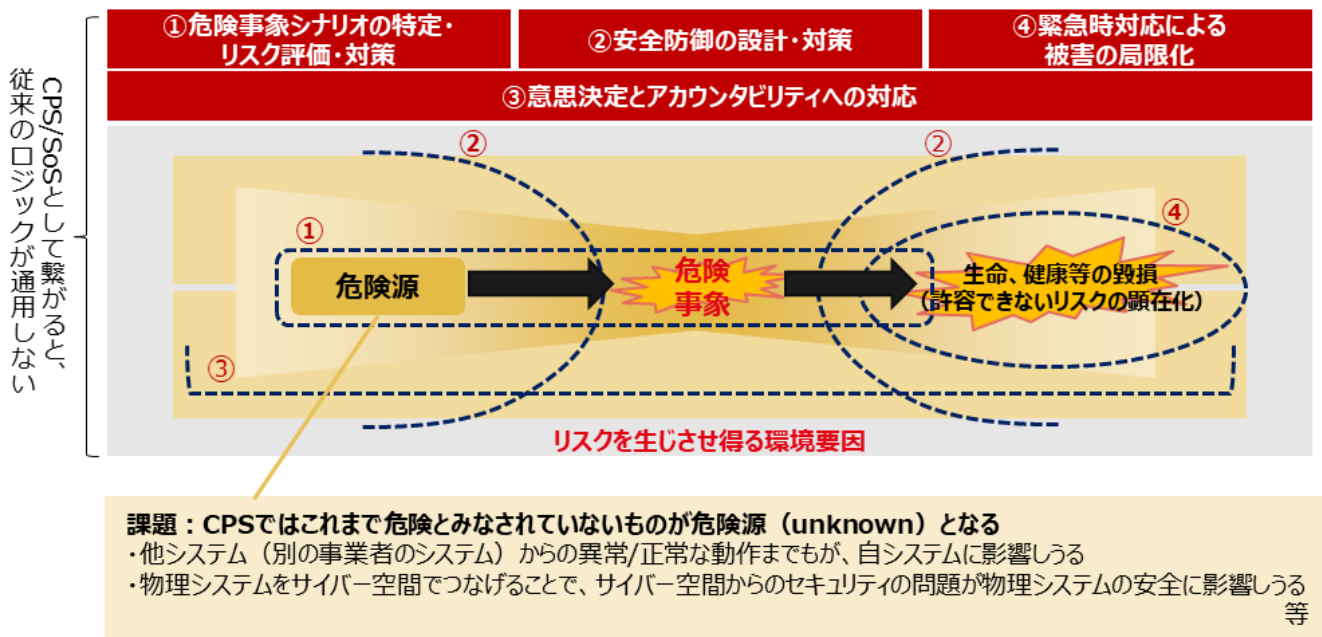 ①危険事象シナリオの特定・
リスク評価・対策
②安全防御の設計・対策
④緊急時対応による
被害の局限化
③意思決定とアカウンタビリティへの対応
CPS/SoSとして繋がると、
従来のロジックが通用しない
②
②
①
④
危険源
危険
事象
生命、健康等の毀損
（許容できないリスクの顕在化）
③
リスクを生じさせ得る環境要因
課題：CPSではこれまで危険とみなされていないものが危険源（unknown）となる
・他システム（別の事業者のシステム）からの異常/正常な動作までもが、自システムに影響しうる
・物理システムをサイバー空間でつなげることで、サイバー空間からのセキュリティの問題が物理システムの安全に影響しうる
等